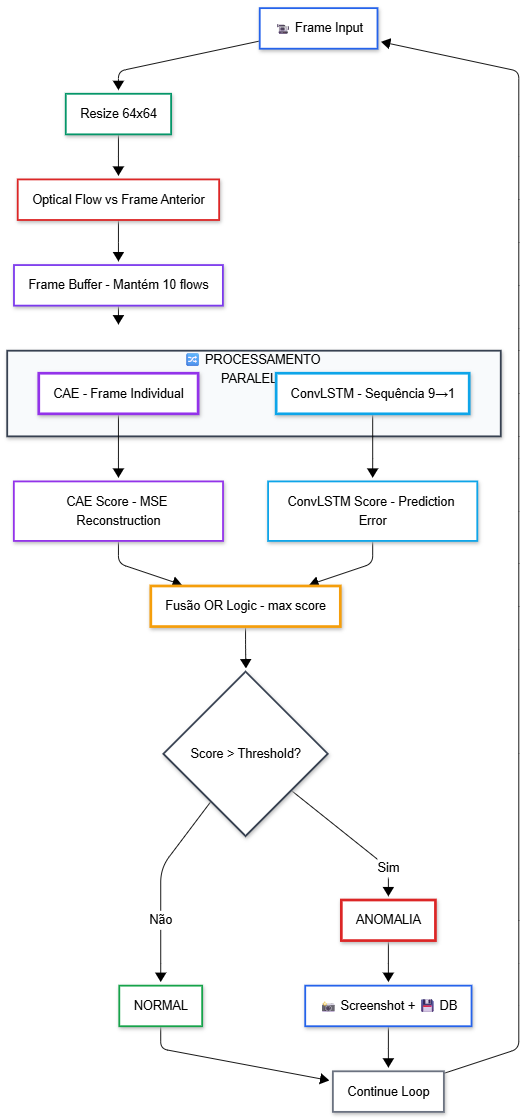 Frame Input
Resize 64x64
Optical Flow vs Frame Anterior
Frame Buffer - Mantém 10 flows
PROCESSAMENTO
PARALEL
CAE - Frame Individual
ConvLSTM - Sequência 9→1
CAE Score - MSE
Reconstruction
ConvLSTM Score - Prediction
Error
Fusão OR Logic - max score
Score > Threshold?
Sim
Não
ANOMALIA
NORMAL
Screenshot + DB
Continue Loop